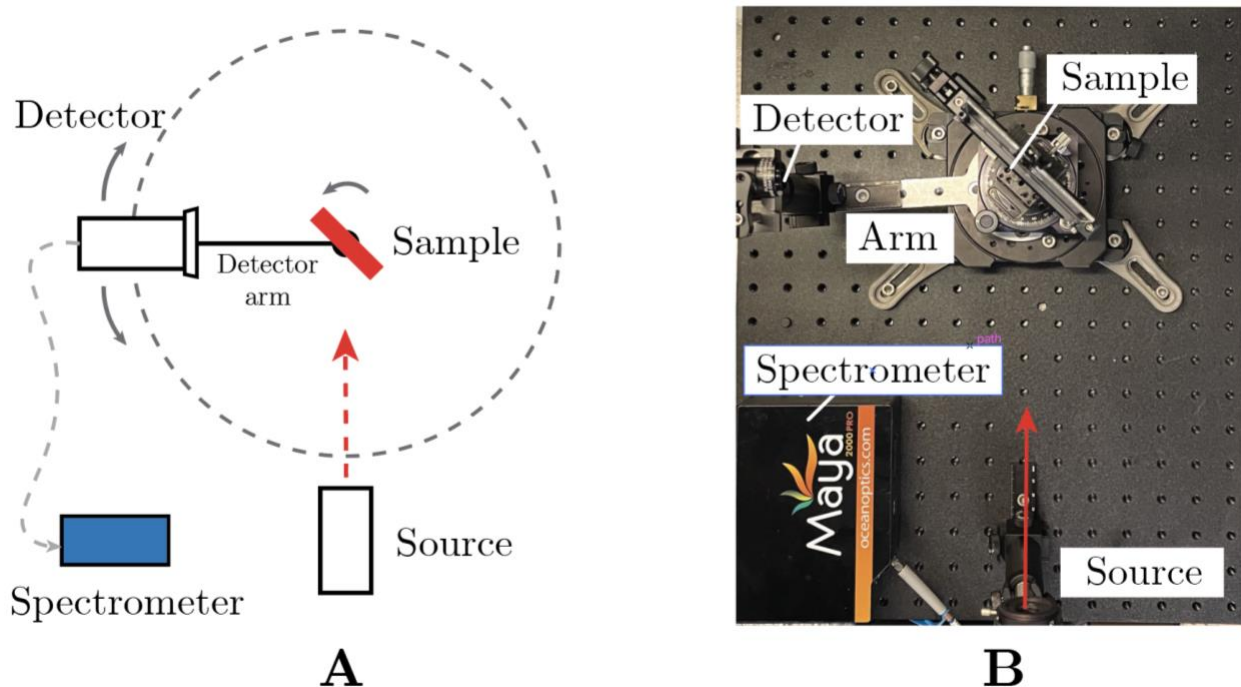 Detector
Sample
Detector
arm
Source
Spectrometer
A
Sample
Detector
Arm
path
Spectrometer
Maya
2000 PRO
oceanoptics.com
Source
B